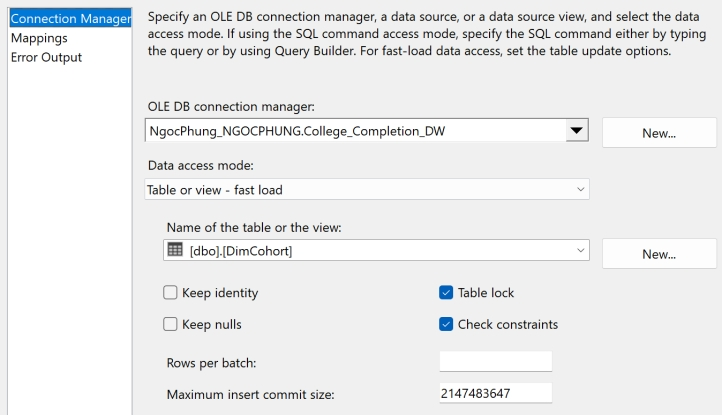 Connection Manager
Mappings
Error Output
Specify an OLE DB connection manager, a data source, or a data source view, and select the data
access mode. If using the SQL command access mode, specify the SQL command either by typing
the query or by using Query Builder. For fast-load data access, set the table update options.
OLE DB connection manager:
NgocPhung_NGOCPHUNG.College_Completion_DW
New...
Data access mode:
Table or view - fast load
Name of the table or the view:
[dbo].[DimCohort]
New...
Keep identity
Table lock
Keep nulls
Check constraints
Rows per batch:
Maximum insert commit size:
2147483647